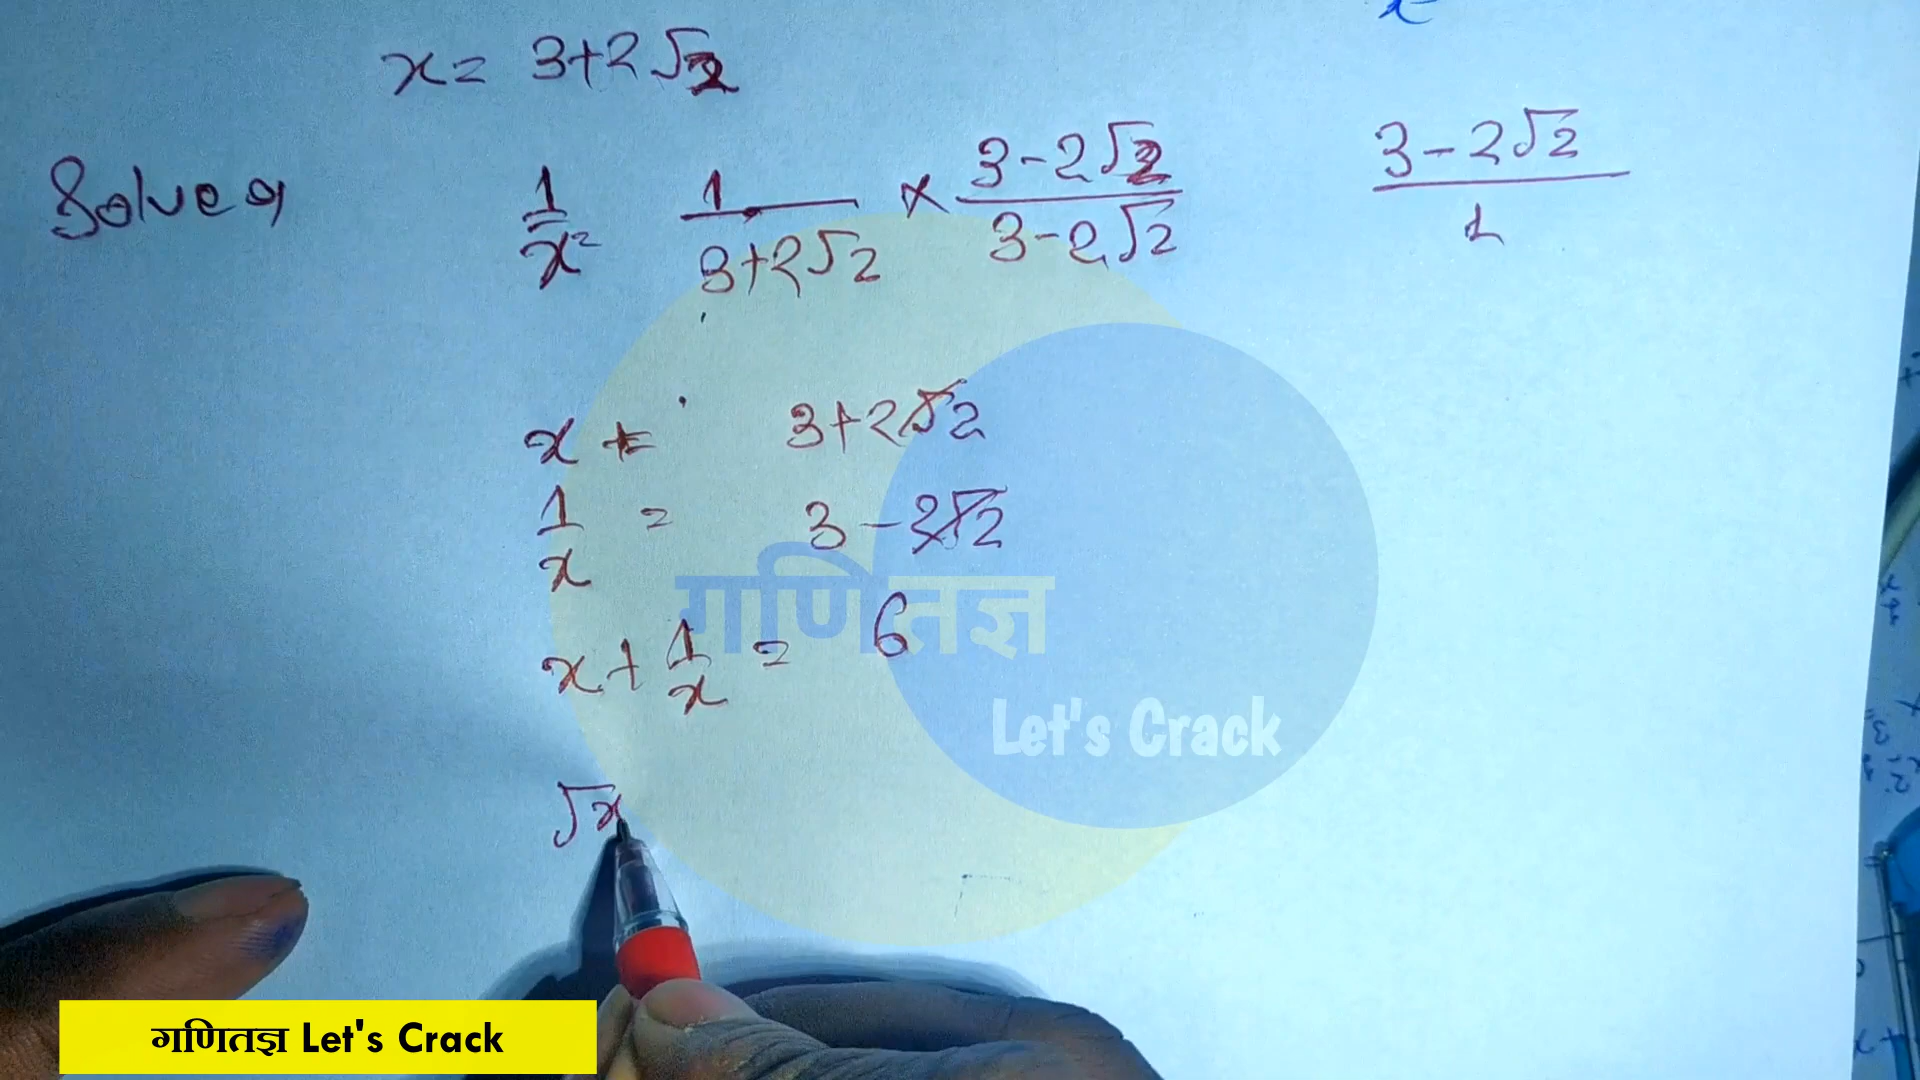 x = 3+2√2
Solve
1/x = 1/(3+2√2) × (3-2√2)/(3-2√2)
(3-2√2)/1
x = 3+2√2
1/x = 3-2√2
x + 1/x = 6
√x
गणितज्ञ
Let's Crack
गणितज्ञ Let's Crack